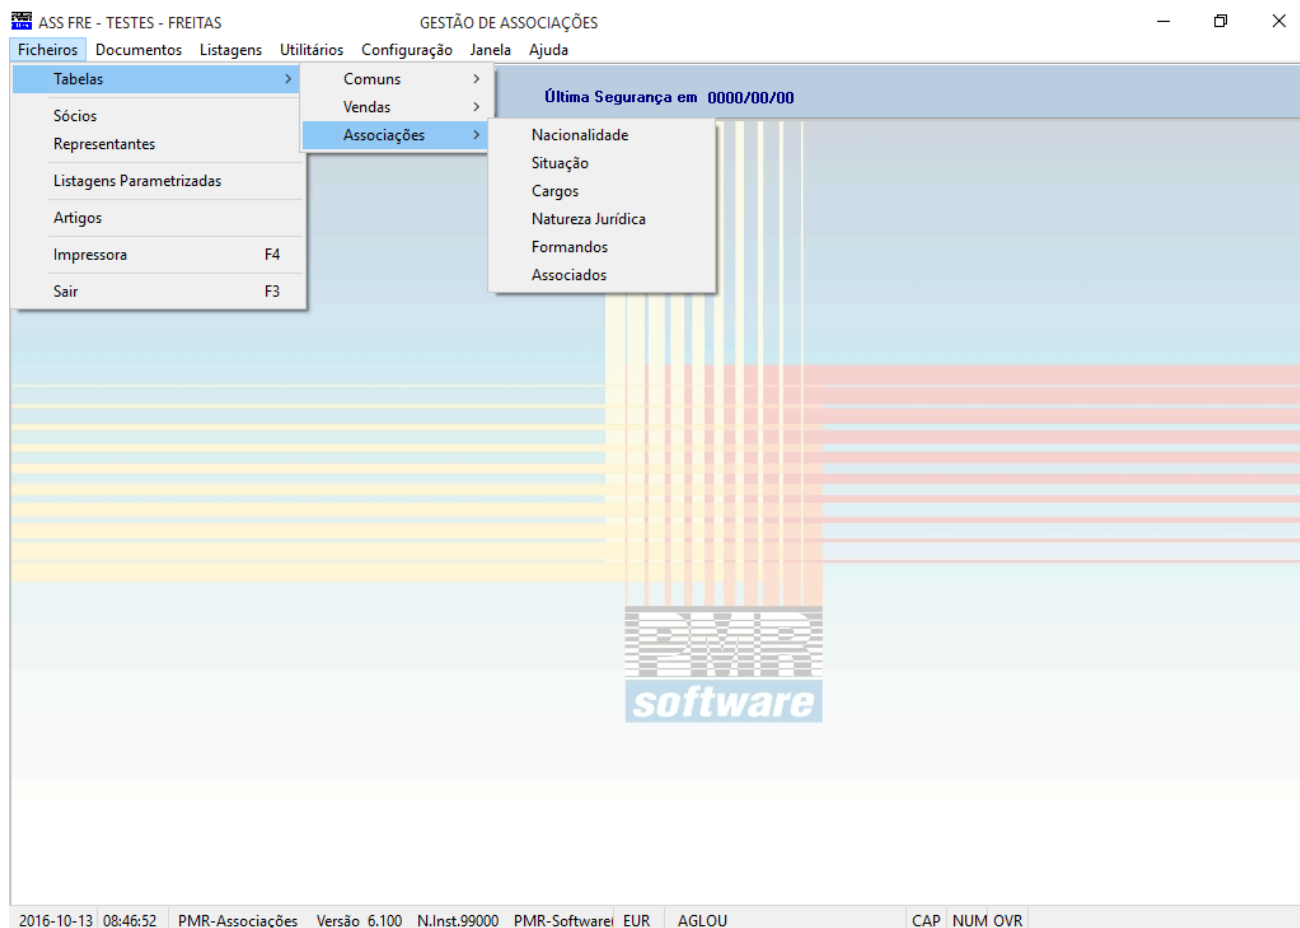 ASS FRE - TESTES - FREITAS GESTÃO DE ASSOCIAÇÕES
Ficheiros Documentos Listagens Utilitários Configuração Janela Ajuda
Tabelas
Sócios
Representantes
Listagens Parametrizadas
Artigos
Impressora F4
Sair F3
Comuns
Vendas
Associações
Nacionalidade
Situação
Cargos
Natureza Jurídica
Formandos
Associados
Última Segurança em 0000/00/00
PMR
software
2016-10-13 08:46:52 PMR-Associações Versão 6.100 N.Inst.99000 PMR-Software( EUR AGLOU CAP NUM OVR